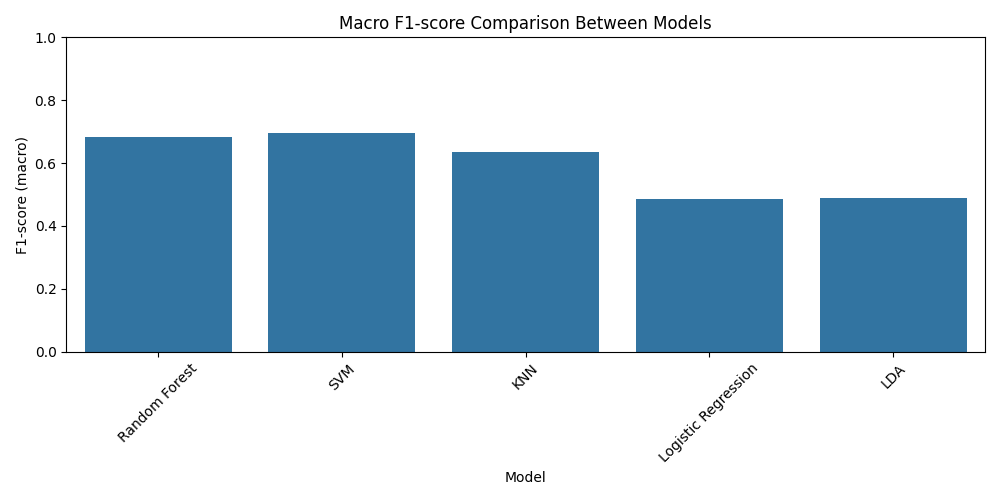 Macro F1-score Comparison Between Models
1.0
0.8
0.6
0.4
0.2
0.0
F1-score (macro)
Random Forest
SVM
KNN
Logistic Regression
LDA
Model